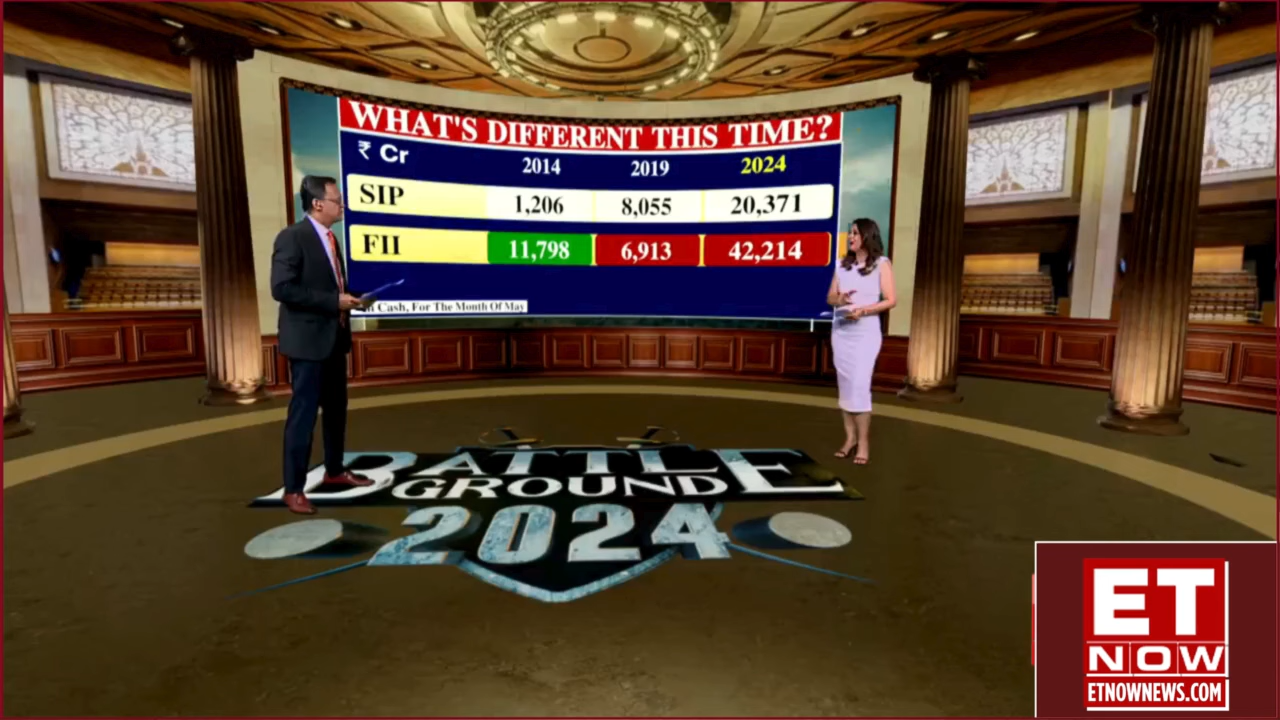 WHAT'S DIFFERENT THIS TIME?
₹ Cr 2014 2019 2024
SIP 1,206 8,055 20,371
FII 11,798 6,913 42,214
Cash, For The Month Of May
BATTLE
GROUND
2024
ET
NOW
ETNOWNEWS.COM